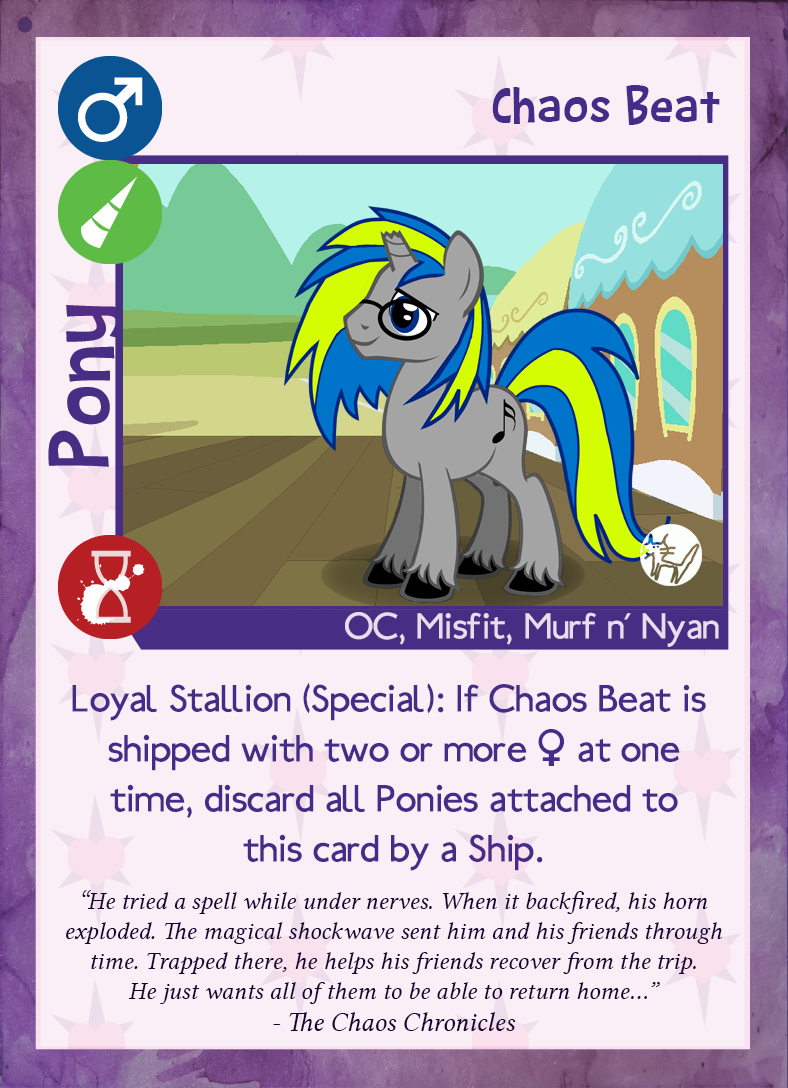 Chaos Beat
Pony
OC, Misfit, Murf n´ Nyan
Loyal Stallion (Special): If Chaos Beat is
shipped with two or more ♀ at one
time, discard all Ponies attached to
this card by a Ship.
“He tried a spell while under nerves. When it backfired, his horn
exploded. The magical shockwave sent him and his friends through
time. Trapped there, he helps his friends recover from the trip.
He just wants all of them to be able to return home...”
- The Chaos Chronicles